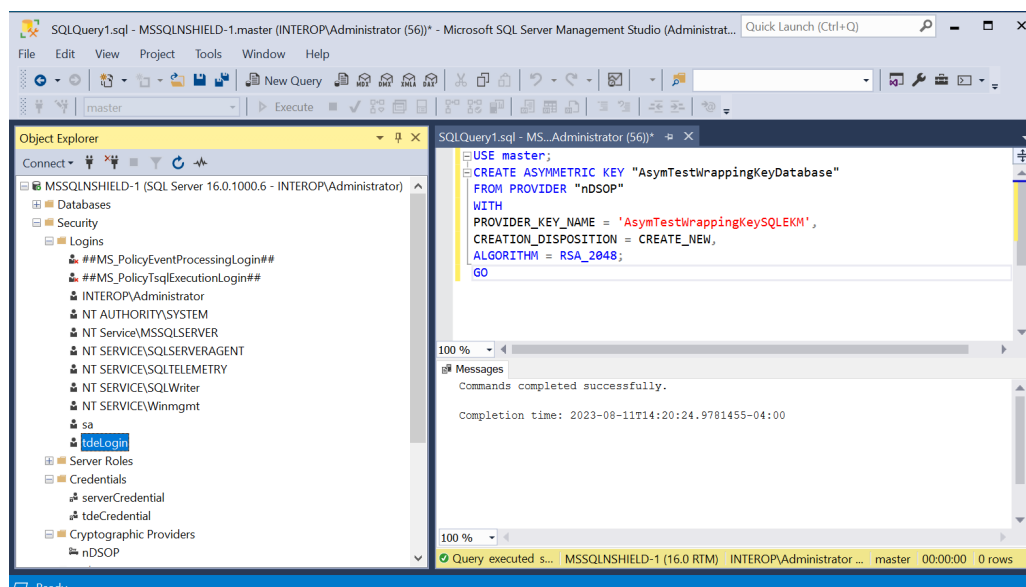 SQLQuery1.sql - MSSQLNSHIELD-1.master (INTEROP\Administrator (56))* - Microsoft SQL Server Management Studio (Administrat...
Quick Launch (Ctrl+Q)
File Edit View Project Tools Window Help
New Query
MDX DMX XMLA DAX
master
Execute
Object Explorer
Connect
MSSQLNSHIELD-1 (SQL Server 16.0.1000.6 - INTEROP\Administrator)
Databases
Security
Logins
##MS_PolicyEventProcessingLogin##
##MS_PolicyTsqlExecutionLogin##
INTEROP\Administrator
NT AUTHORITY\SYSTEM
NT Service\MSSQLSERVER
NT SERVICE\SQLSERVERAGENT
NT SERVICE\SQLTELEMETRY
NT SERVICE\SQLWriter
NT SERVICE\Winmgmt
sa
tdeLogin
Server Roles
Credentials
serverCredential
tdeCredential
Cryptographic Providers
nDSOP
SQLQuery1.sql - MS...Administrator (56))*
USE master;
CREATE ASYMMETRIC KEY "AsymTestWrappingKeyDatabase"
FROM PROVIDER "nDSOP"
WITH
PROVIDER_KEY_NAME = 'AsymTestWrappingKeySQLEKM',
CREATION_DISPOSITION = CREATE_NEW,
ALGORITHM = RSA_2048;
GO
100 %
Messages
Commands completed successfully.
Completion time: 2023-08-11T14:20:24.9781455-04:00
100 %
Query executed s... MSSQLNSHIELD-1 (16.0 RTM) INTEROP\Administrator ... master 00:00:00 0 rows
Ready